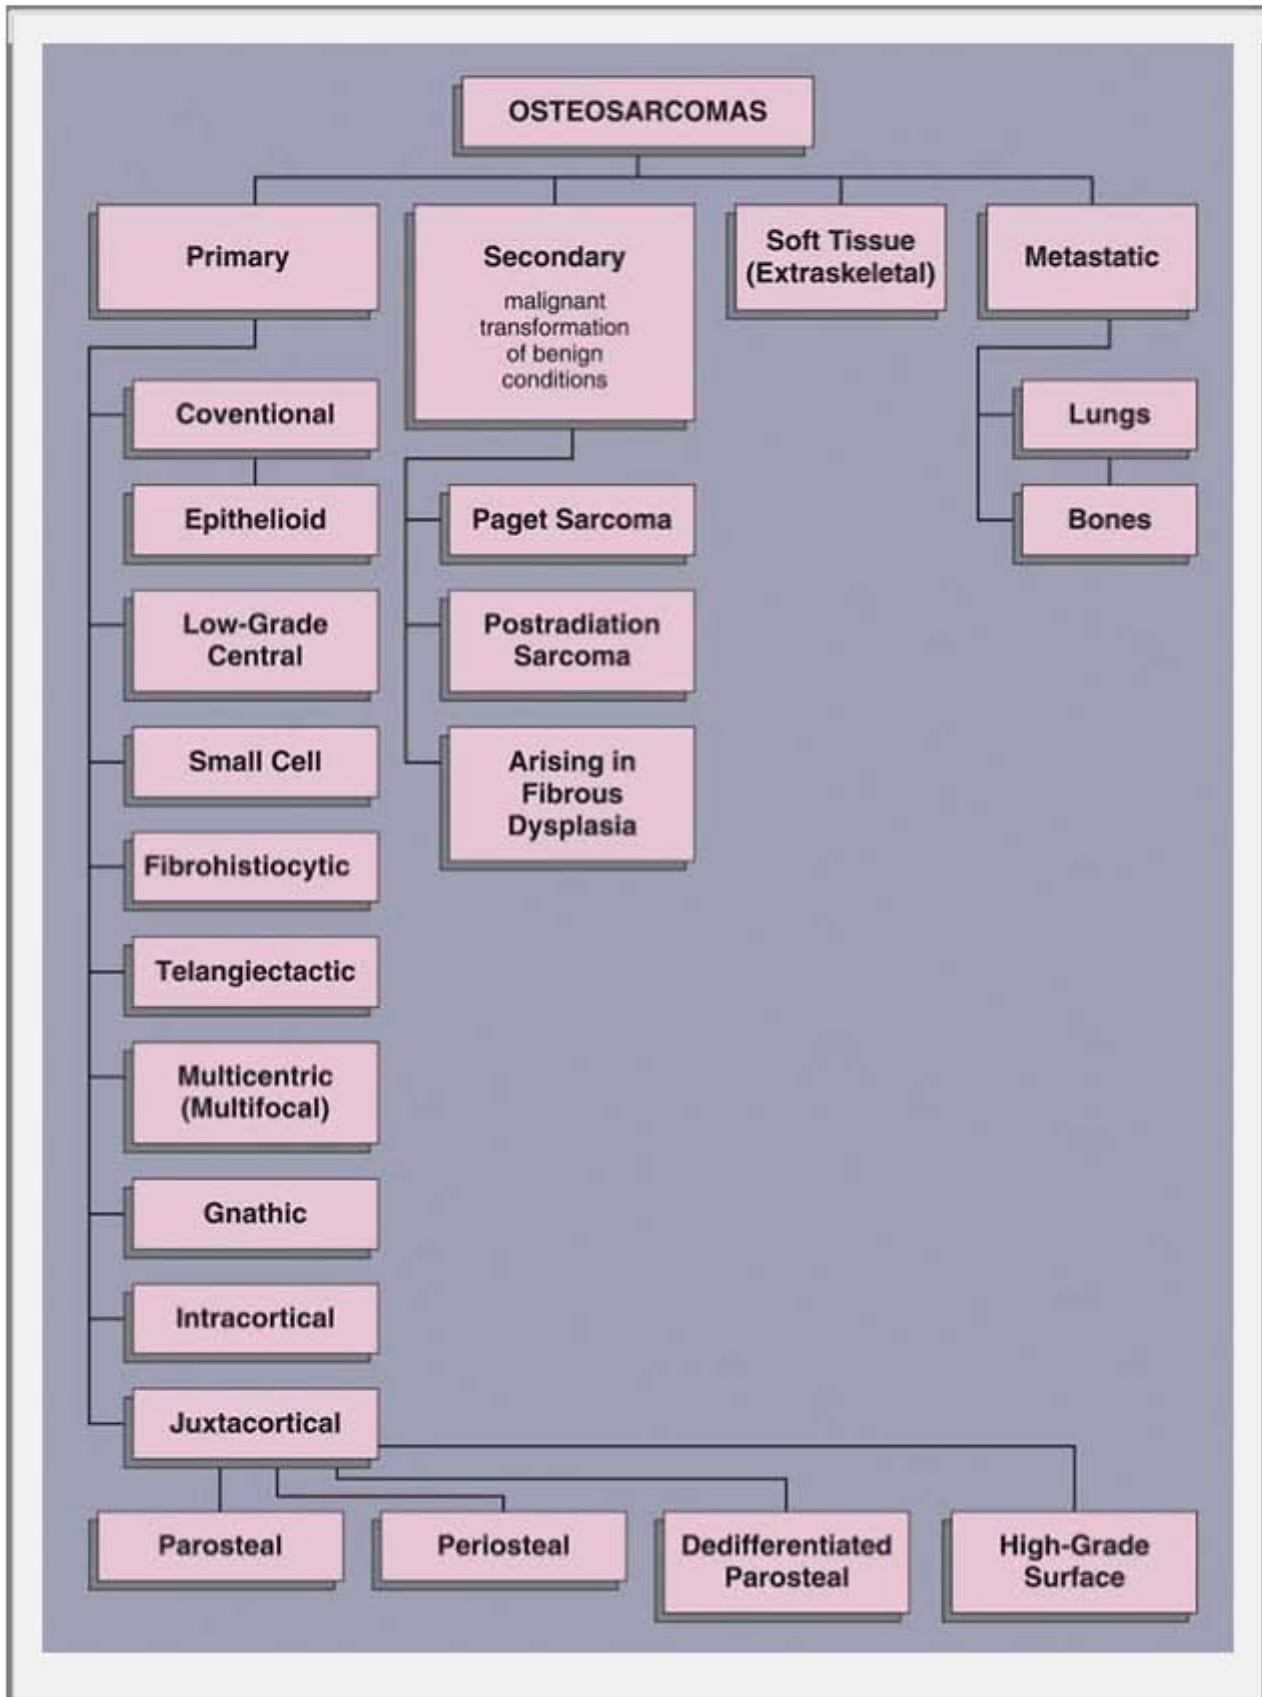 OSTEOSARCOMAS
Primary
Secondary
malignant
transformation
of benign
conditions
Soft Tissue
(Extraskeletal)
Metastatic
Coventional
Epithelioid
Low-Grade
Central
Small Cell
Fibrohistiocytic
Telangiectactic
Multicentric
(Multifocal)
Gnathic
Intracortical
Juxtacortical
Paget Sarcoma
Postradiation
Sarcoma
Arising in
Fibrous
Dysplasia
Lungs
Bones
Parosteal
Periosteal
Dedifferentiated
Parosteal
High-Grade
Surface